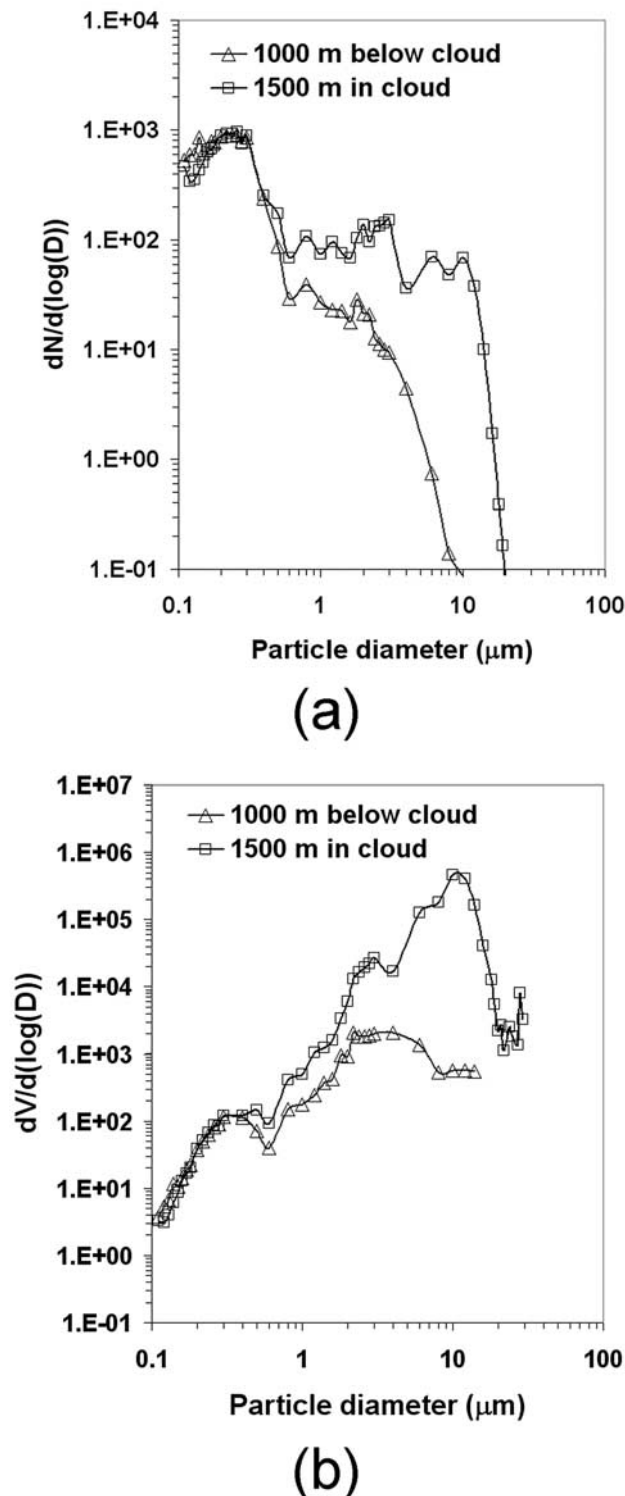 1.E+04
1000 m below cloud
1500 m in cloud
1.E+03
1.E+02
1.E+01
1.E+00
1.E-01
dN/d(log(D))
0.1 1 10 100
Particle diameter (μm)
(a)
1.E+07
1000 m below cloud
1500 m in cloud
1.E+06
1.E+05
1.E+04
1.E+03
1.E+02
1.E+01
1.E+00
1.E-01
dV/d(log(D))
0.1 1 10 100
Particle diameter (μm)
(b)